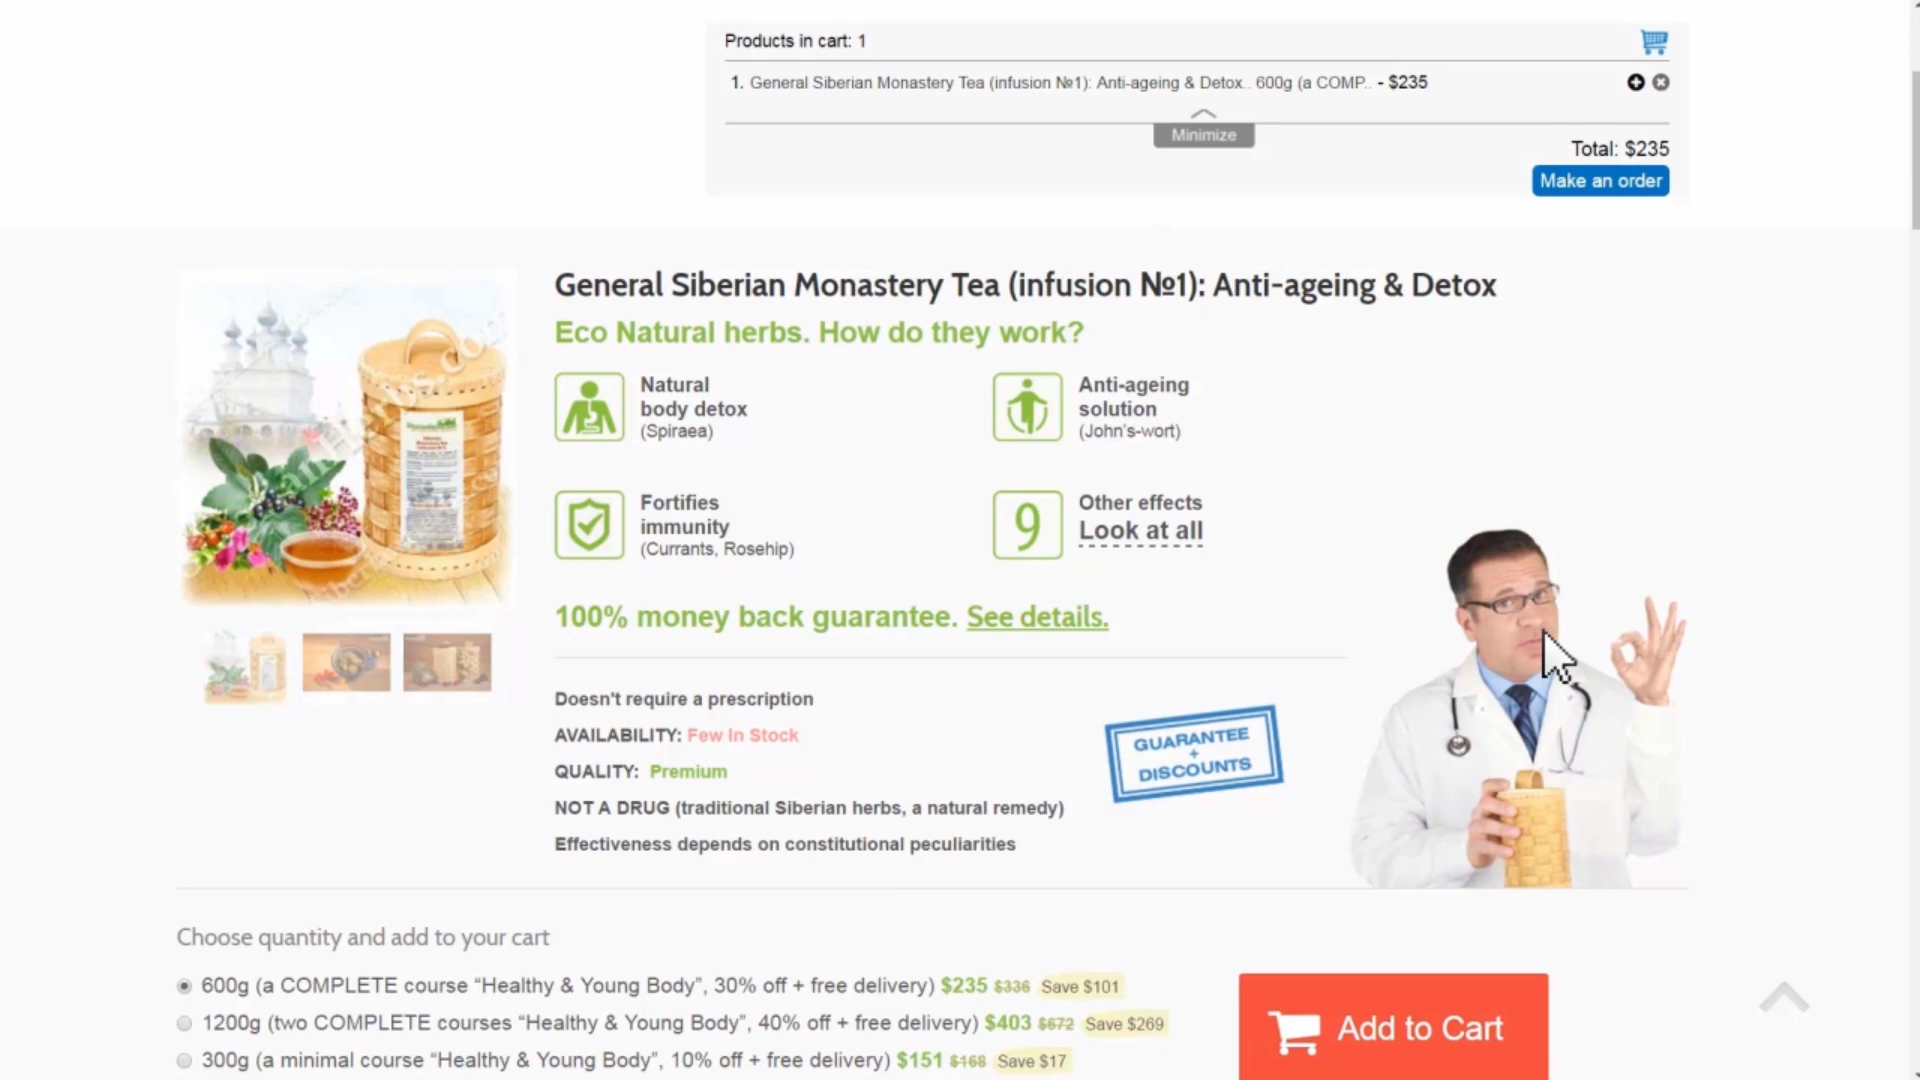 Products in cart: 1
1. General Siberian Monastery Tea (infusion №1): Anti-ageing & Detox.. 600g (a COMP.. - $235
Minimize
Total: $235
Make an order
General Siberian Monastery Tea (infusion №1): Anti-ageing & Detox
Eco Natural herbs. How do they work?
Natural
body detox
(Spiraea)
Anti-ageing
solution
(John's-wort)
Fortifies
immunity
(Currants, Rosehip)
9
Other effects
Look at all
100% money back guarantee. See details.
Doesn't require a prescription
AVAILABILITY: Few In Stock
QUALITY: Premium
NOT A DRUG (traditional Siberian herbs, a natural remedy)
Effectiveness depends on constitutional peculiarities
GUARANTEE
+
DISCOUNTS
Choose quantity and add to your cart
600g (a COMPLETE course “Healthy & Young Body”, 30% off + free delivery) $235 $336 Save $101
1200g (two COMPLETE courses “Healthy & Young Body”, 40% off + free delivery) $403 $672 Save $269
300g (a minimal course “Healthy & Young Body”, 10% off + free delivery) $151 $168 Save $17
Add to Cart